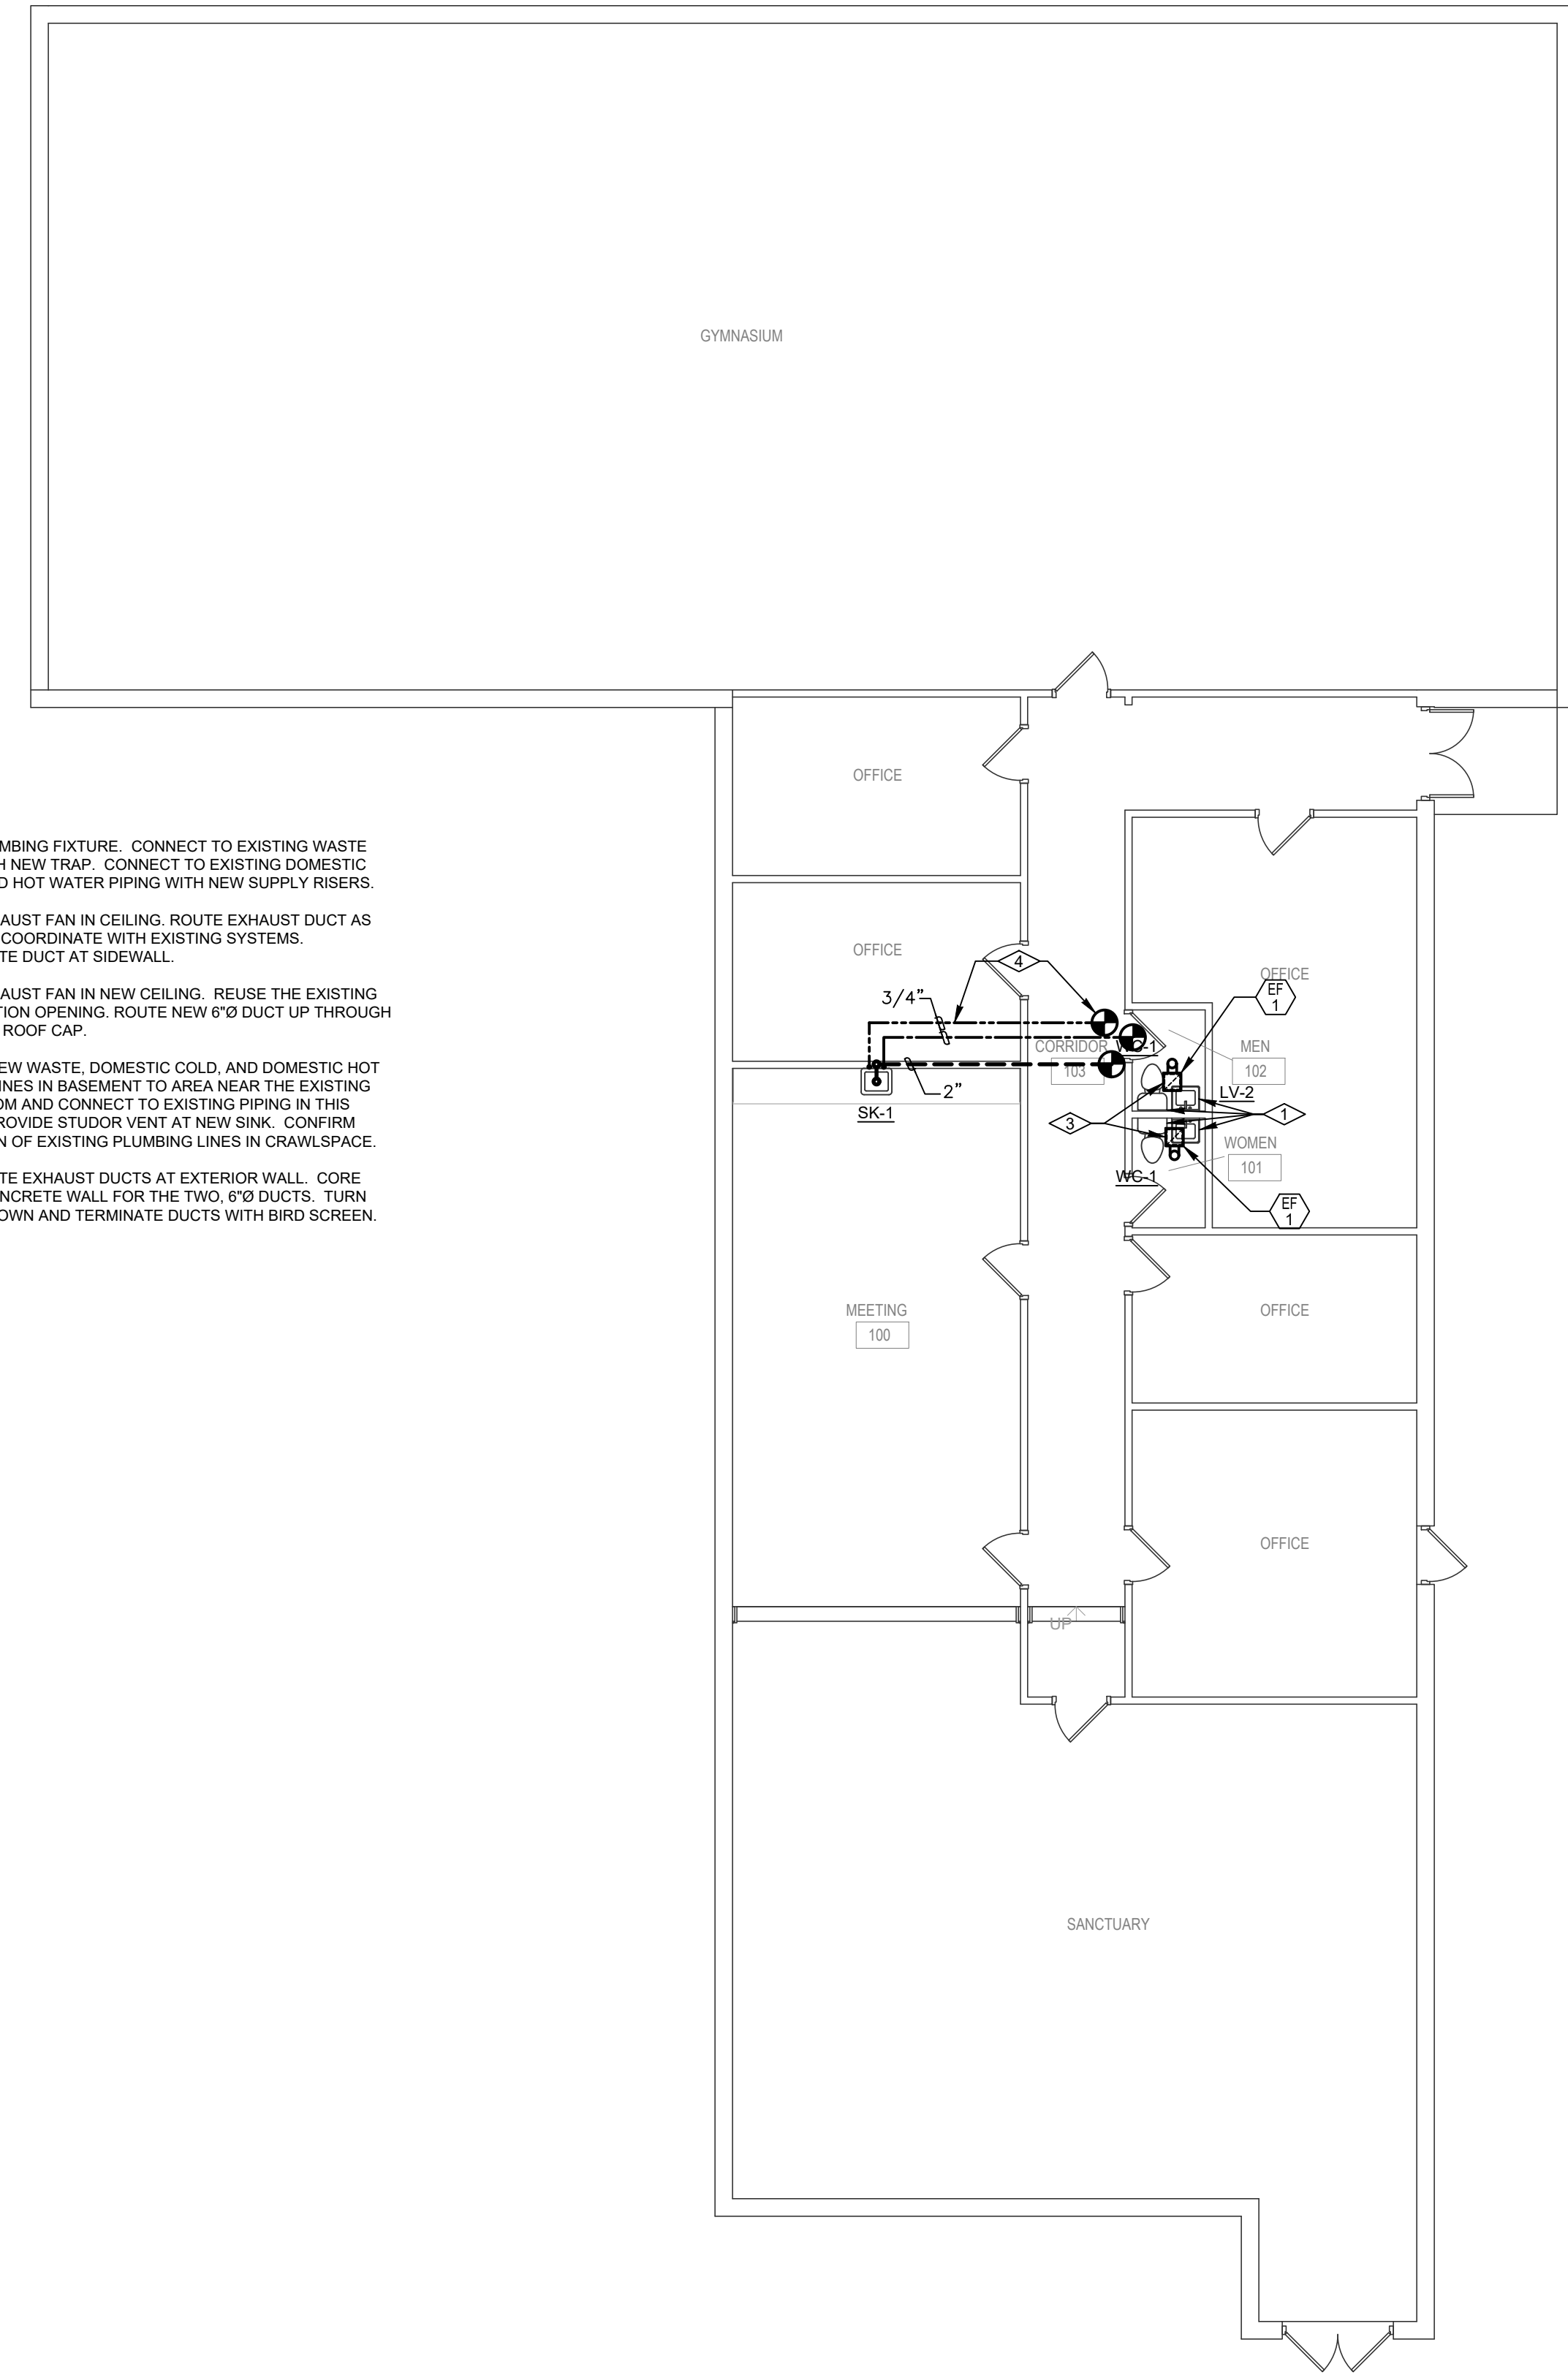 GYMNASIUM
OFFICE
MBING FIXTURE.  CONNECT TO EXISTING WASTE
H NEW TRAP.  CONNECT TO EXISTING DOMESTIC
D HOT WATER PIPING WITH NEW SUPPLY RISERS.
AUST FAN IN CEILING. ROUTE EXHAUST DUCT AS
COORDINATE WITH EXISTING SYSTEMS.
TE DUCT AT SIDEWALL.
AUST FAN IN NEW CEILING.  REUSE THE EXISTING
TION OPENING. ROUTE NEW 6"Ø DUCT UP THROUGH
ROOF CAP.
EW WASTE, DOMESTIC COLD, AND DOMESTIC HOT
INES IN BASEMENT TO AREA NEAR THE EXISTING
OM AND CONNECT TO EXISTING PIPING IN THIS
ROVIDE STUDOR VENT AT NEW SINK.  CONFIRM
N OF EXISTING PLUMBING LINES IN CRAWLSPACE.
TE EXHAUST DUCTS AT EXTERIOR WALL.  CORE
NCRETE WALL FOR THE TWO, 6"Ø DUCTS.  TURN
OWN AND TERMINATE DUCTS WITH BIRD SCREEN.
OFFICE
4
OFFICE
EF
1
3/4"
CORRIDOR
103
WC-1
MEN
102
2"
LV-2
SK-1
3
1
WOMEN
101
WC-1
EF
1
MEETING
100
OFFICE
OFFICE
UP
SANCTUARY